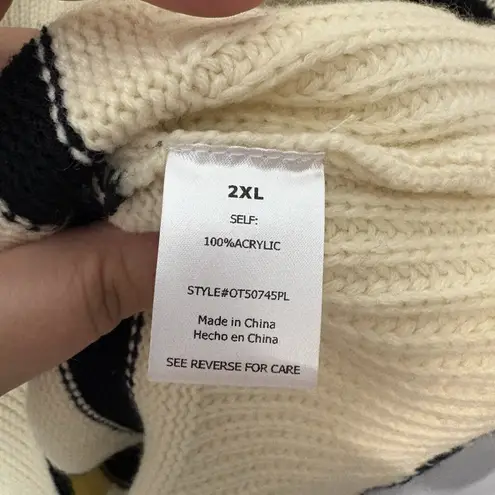 2XL
SELF:
100%ACRYLIC
STYLE#OT50745PL
Made in China
Hecho en China
SEE REVERSE FOR CARE